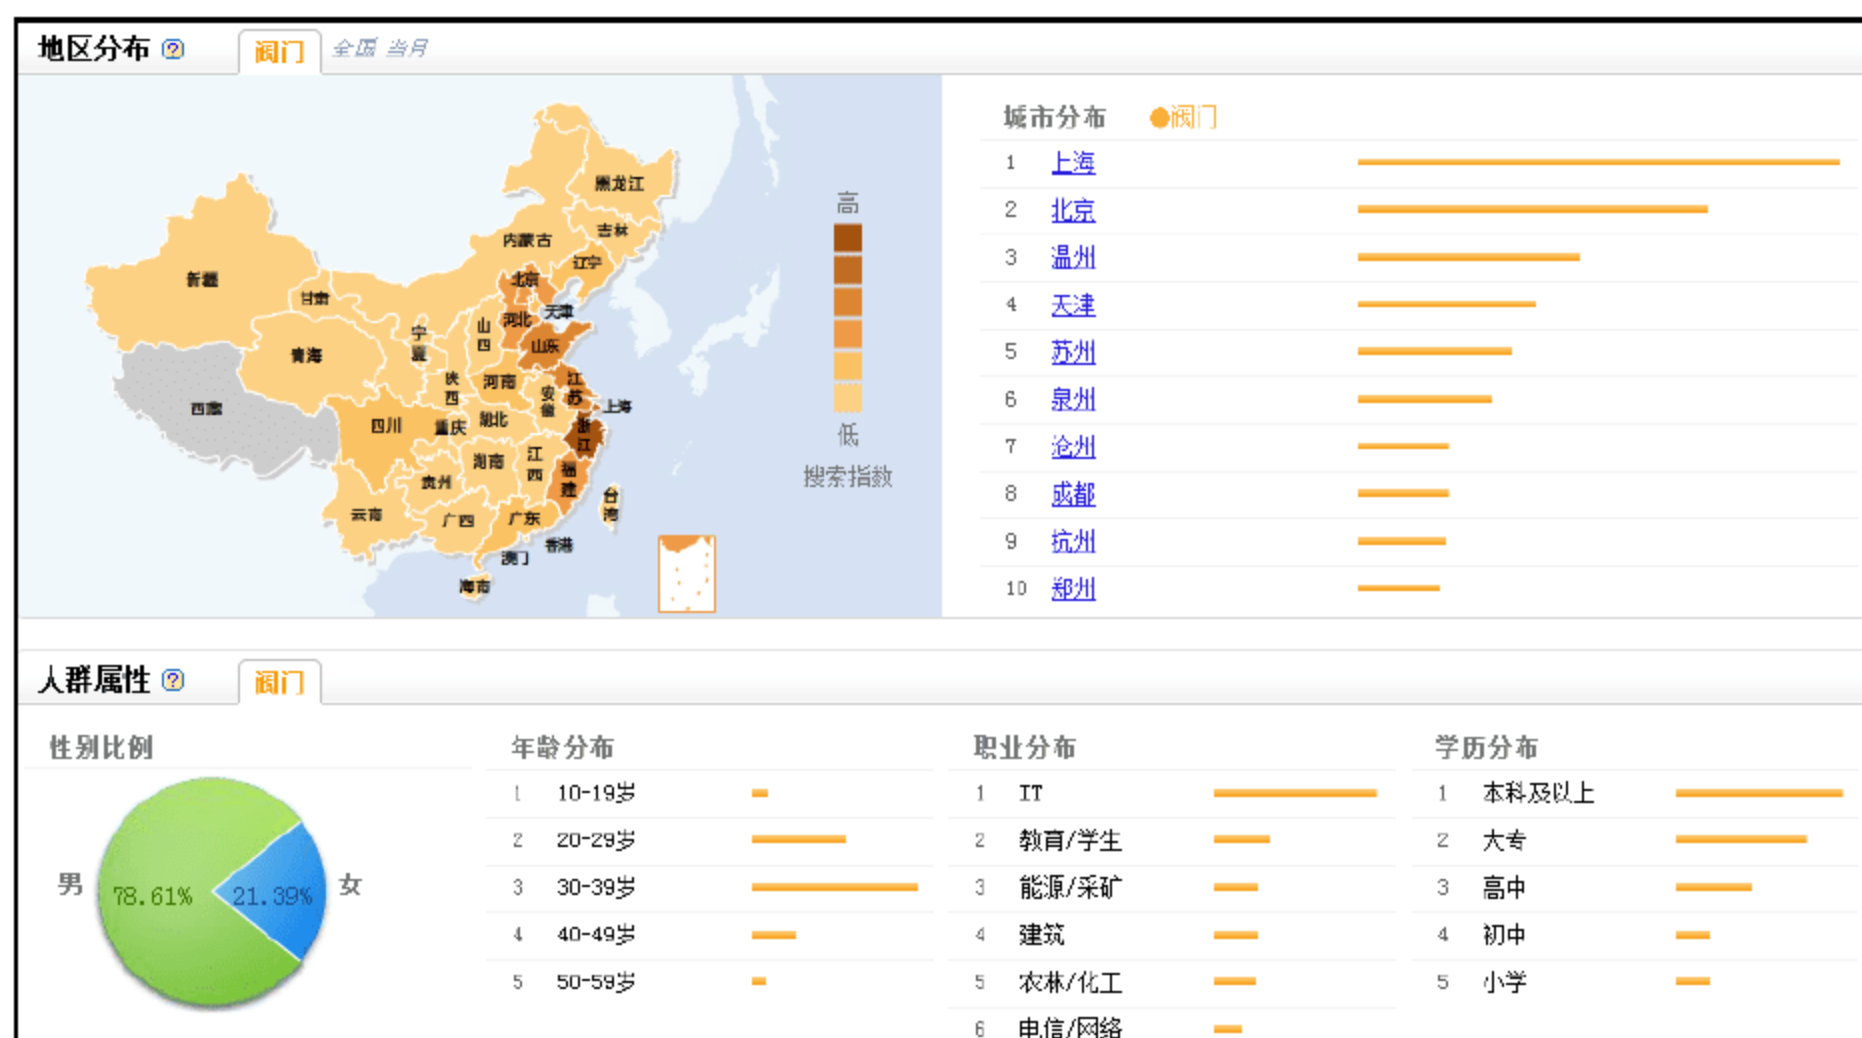 地区分布 阀门 全国 当月
黑龙江
吉林
内蒙古
辽宁
新疆
北京
甘肃
天津
河北
宁夏
山西
山东
青海
陕西
河南
江苏
安徽
西藏
上海
四川
重庆
湖北
浙江
湖南
江西
福建
贵州
台湾
云南
广西
广东
香港
澳门
海南
高
低
搜索指数
城市分布 阀门
1 上海
2 北京
3 温州
4 天津
5 苏州
6 泉州
7 沧州
8 成都
9 杭州
10 郑州
人群属性 阀门
性别比例
男 78.61% 21.39% 女
年龄分布
1 10-19岁
2 20-29岁
3 30-39岁
4 40-49岁
5 50-59岁
职业分布
1 IT
2 教育/学生
3 能源/采矿
4 建筑
5 农林/化工
6 电信/网络
学历分布
1 本科及以上
2 大专
3 高中
4 初中
5 小学